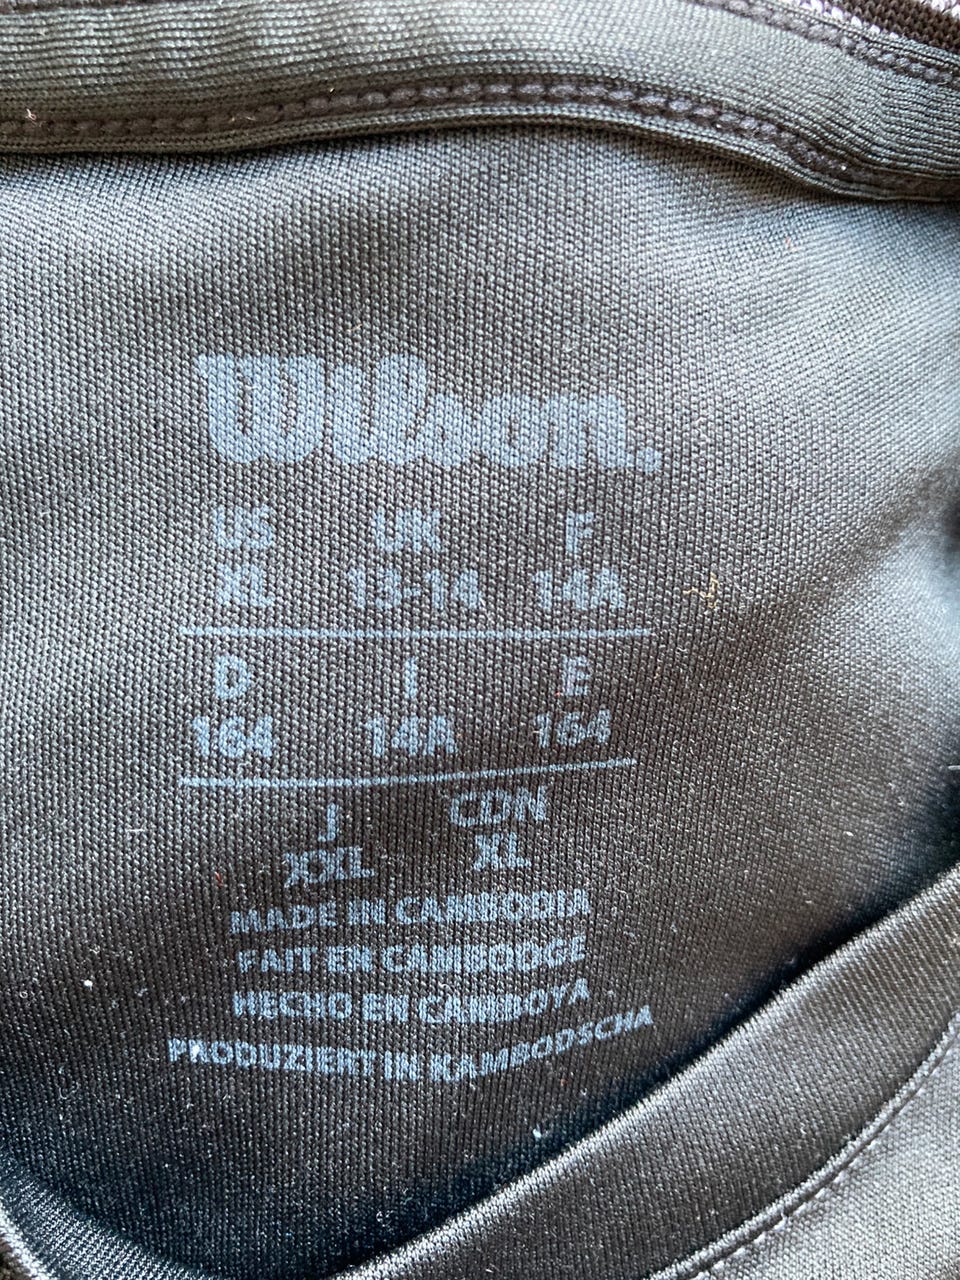 Wilson.
US UK F
XL 13-14 14A
D I E
164 14A 164
J CDN
XXL XL
MADE IN CAMBODIA
FAIT EN CAMBODGE
HECHO EN CAMBOYA
PRODUZIERT IN KAMBODSCHA